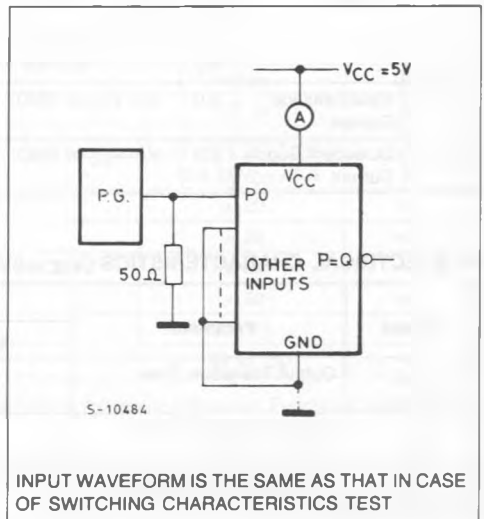 VCC =5V
A
VCC
P.G.
P0
50Ω
OTHER
INPUTS
P=Q
GND
S-10484
INPUT WAVEFORM IS THE SAME AS THAT IN CASE
OF SWITCHING CHARACTERISTICS TEST